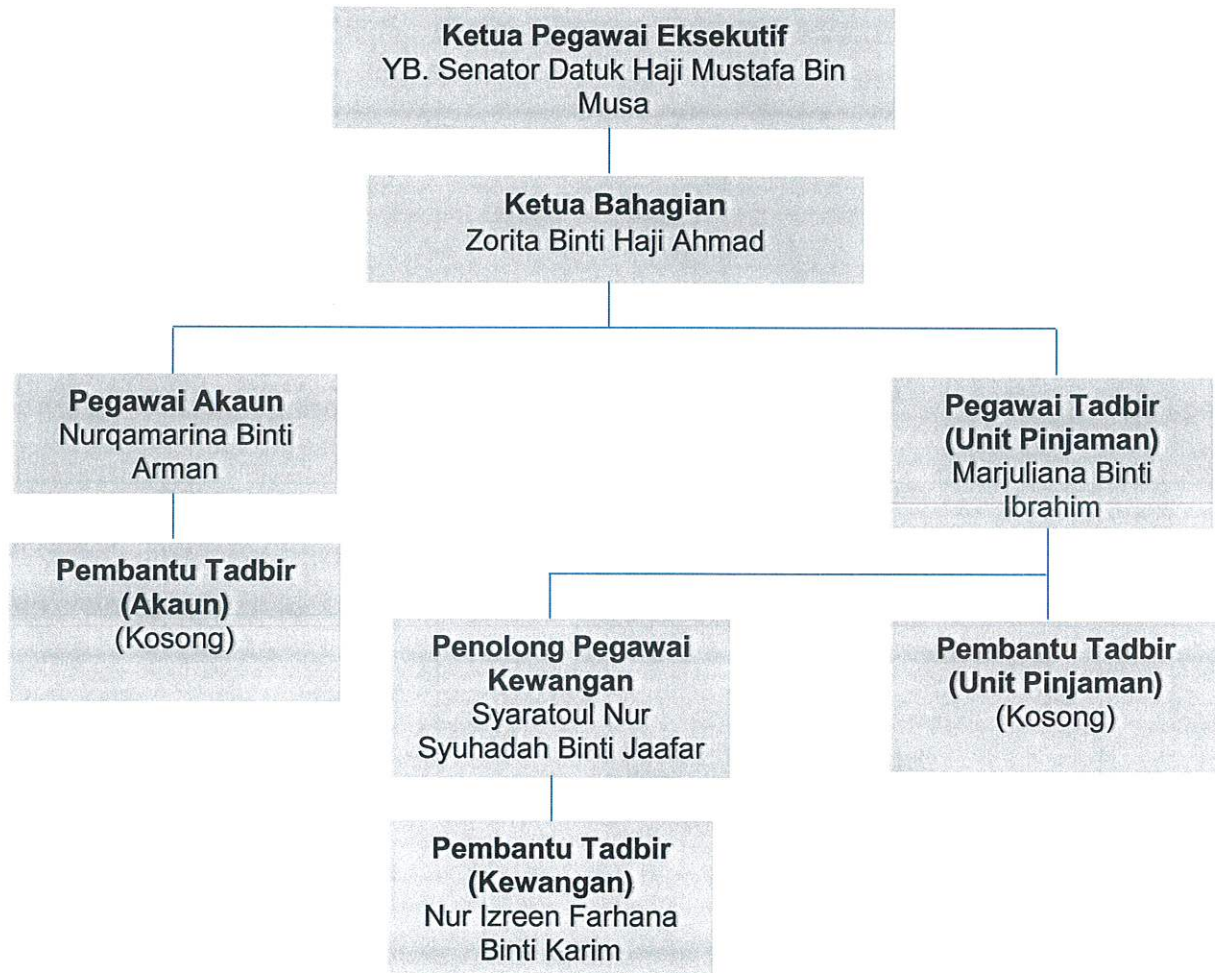 Ketua Pegawai Eksekutif
YB. Senator Datuk Haji Mustafa Bin
Musa
Ketua Bahagian
Zorita Binti Haji Ahmad
Pegawai Akaun
Nurqamarina Binti
Arman
Pegawai Tadbir
(Unit Pinjaman)
Marjuliana Binti
Ibrahim
Pembantu Tadbir
(Akaun)
(Kosong)
Penolong Pegawai
Kewangan
Syaratoul Nur
Syuhadah Binti Jaafar
Pembantu Tadbir
(Unit Pinjaman)
(Kosong)
Pembantu Tadbir
(Kewangan)
Nur Izreen Farhana
Binti Karim